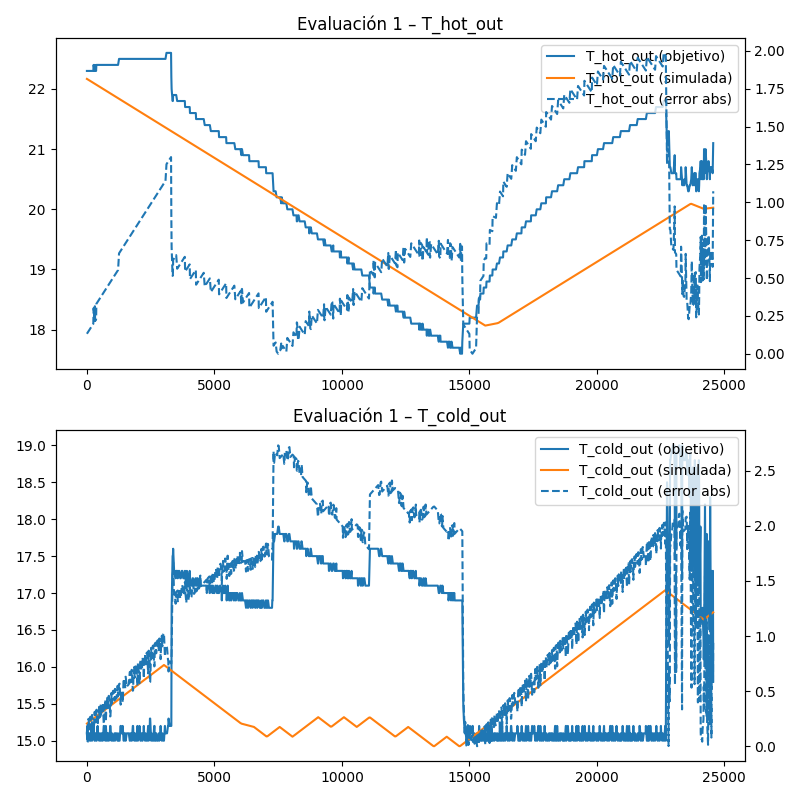 Evaluación 1 – T_hot_out
T_hot_out (objetivo)
T_hot_out (simulada)
T_hot_out (error abs)
22
21
20
19
18
2.00
1.75
1.50
1.25
1.00
0.75
0.50
0.25
0.00
0 5000 10000 15000 20000 25000
Evaluación 1 – T_cold_out
T_cold_out (objetivo)
T_cold_out (simulada)
T_cold_out (error abs)
19.0
18.5
18.0
17.5
17.0
16.5
16.0
15.5
15.0
2.5
2.0
1.5
1.0
0.5
0.0
0 5000 10000 15000 20000 25000